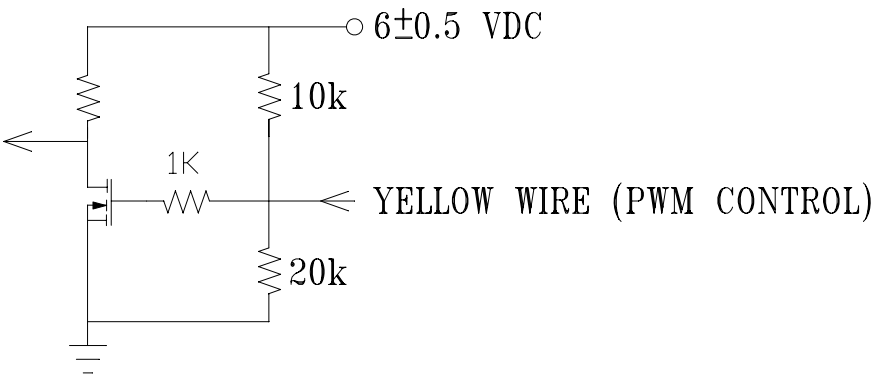 6±0.5 VDC
10k
1K
YELLOW WIRE (PWM CONTROL)
20k